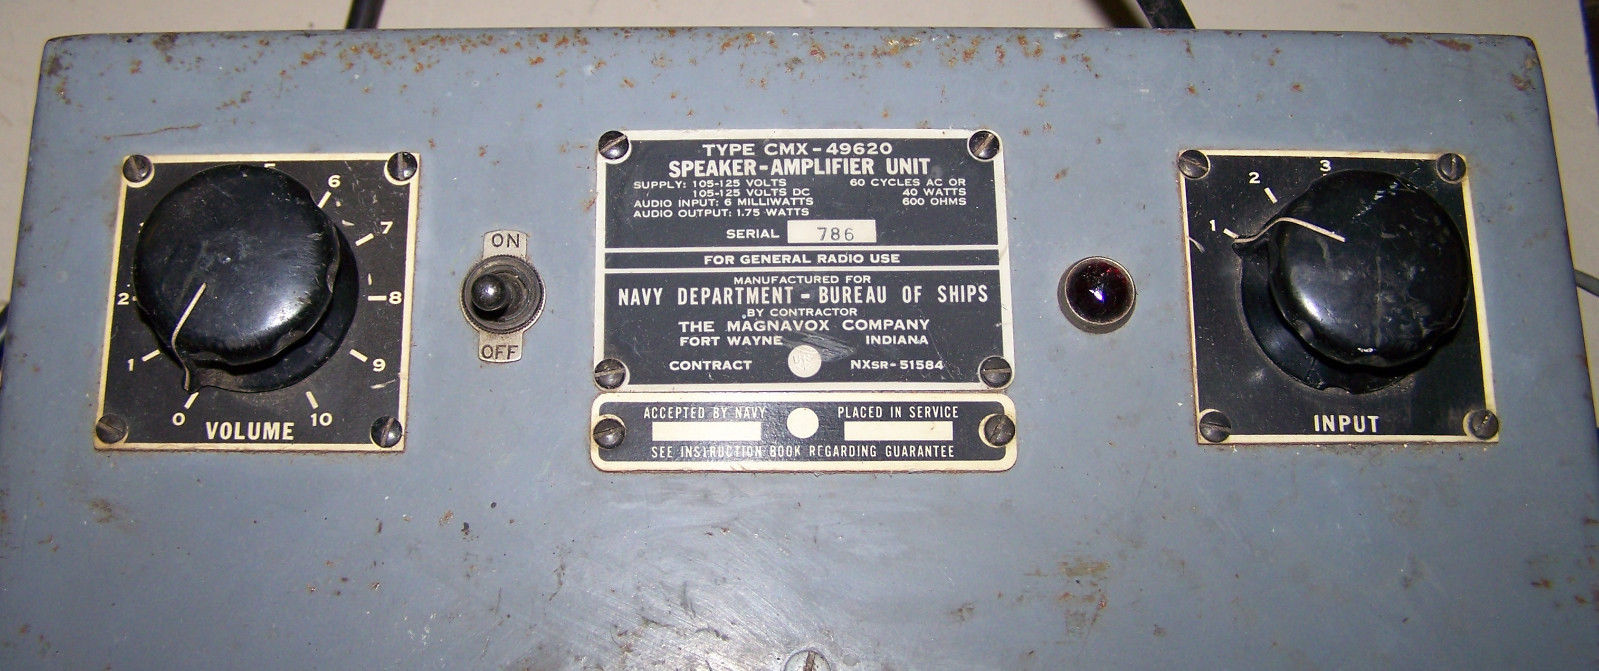 5
6
7
2
8
1
9
0
10
VOLUME
ON
OFF
TYPE CMX-49620
SPEAKER-AMPLIFIER UNIT
SUPPLY: 105-125 VOLTS 60 CYCLES AC OR
105-125 VOLTS DC 40 WATTS
AUDIO INPUT: 6 MILLIWATTS 600 OHMS
AUDIO OUTPUT: 1.75 WATTS
SERIAL 786
FOR GENERAL RADIO USE
MANUFACTURED FOR
NAVY DEPARTMENT - BUREAU OF SHIPS
BY CONTRACTOR
THE MAGNAVOX COMPANY
FORT WAYNE INDIANA
CONTRACT NXSR-51584
ACCEPTED BY NAVY PLACED IN SERVICE
SEE INSTRUCTION BOOK REGARDING GUARANTEE
3
2
1
INPUT